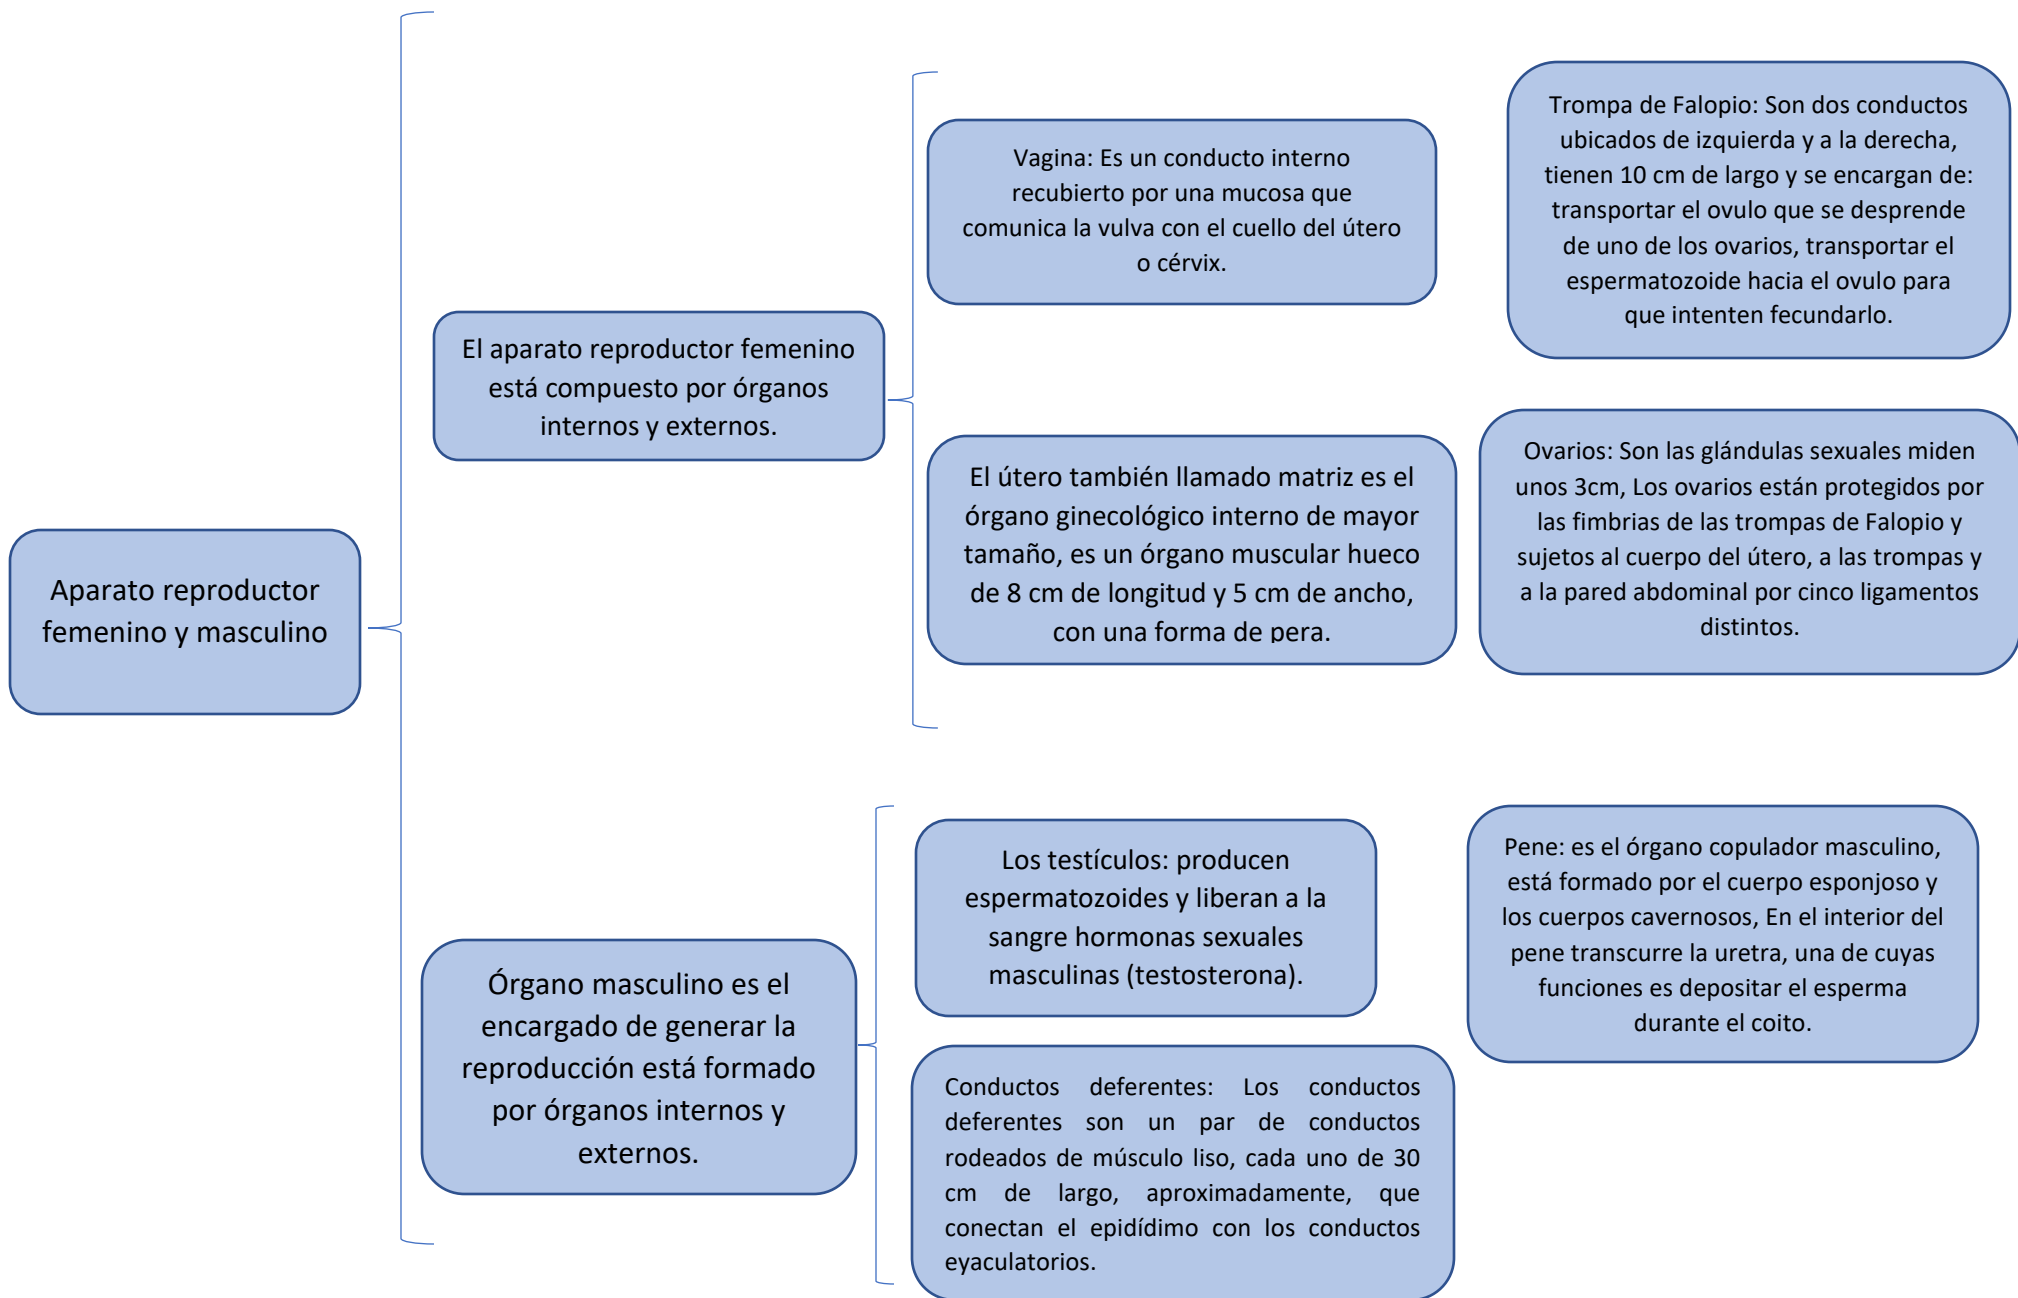 Aparato reproductor
femenino y masculino
El aparato reproductor femenino
está compuesto por órganos
internos y externos.
Vagina: Es un conducto interno
recubierto por una mucosa que
comunica la vulva con el cuello del útero
o cérvix.
Trompa de Falopio: Son dos conductos
ubicados de izquierda y a la derecha,
tienen 10 cm de largo y se encargan de:
transportar el ovulo que se desprende
de uno de los ovarios, transportar el
espermatozoide hacia el ovulo para
que intenten fecundarlo.
El útero también llamado matriz es el
órgano ginecológico interno de mayor
tamaño, es un órgano muscular hueco
de 8 cm de longitud y 5 cm de ancho,
con una forma de pera.
Ovarios: Son las glándulas sexuales miden
unos 3cm, Los ovarios están protegidos por
las fimbrias de las trompas de Falopio y
sujetos al cuerpo del útero, a las trompas y
a la pared abdominal por cinco ligamentos
distintos.
Órgano masculino es el
encargado de generar la
reproducción está formado
por órganos internos y
externos.
Los testículos: producen
espermatozoides y liberan a la
sangre hormonas sexuales
masculinas (testosterona).
Pene: es el órgano copulador masculino,
está formado por el cuerpo esponjoso y
los cuerpos cavernosos, En el interior del
pene transcurre la uretra, una de cuyas
funciones es depositar el esperma
durante el coito.
Conductos deferentes: Los conductos
deferentes son un par de conductos
rodeados de músculo liso, cada uno de 30
cm de largo, aproximadamente, que
conectan el epidídimo con los conductos
eyaculatorios.